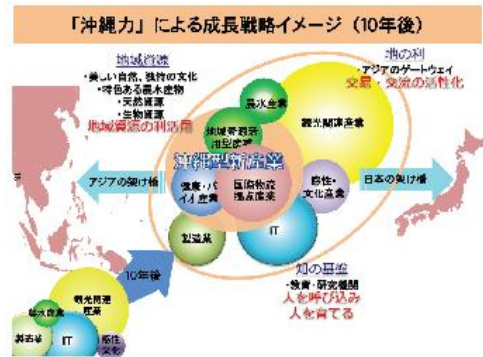 「沖縄力」による成長戦略イメージ（10年後）
地域資源
・美しい自然、独特の文化
・特色ある農水産物
・天然資源
・生物資源
地域資源の利活用
地の利
・アジアのゲートウェイ
交易・交流の活性化
農水産業
観光関連産業
地域資源活
用型産業
沖縄型新産業
アジアの架け橋
健康・バ
イオ産業
国際物流
拠点産業
感性・
文化産業
日本の架け橋
製造業
IT
10年後
知の基盤
・教育・研究機関
人を呼び込み
人を育てる
観光関連
産業
農水産業
製造業
IT
感性
文化